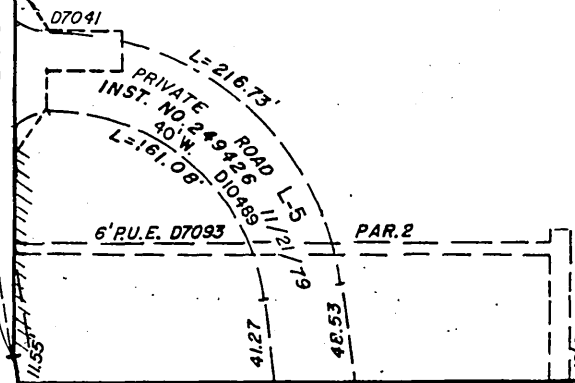 D7041
L=216.73'
PRIVATE ROAD L-5
INST. NO. 249426 11/21/79
40' W. D10489
L=161.08'
6' P.U.E. D7093 PAR.2
41.27
48.53
11.55'